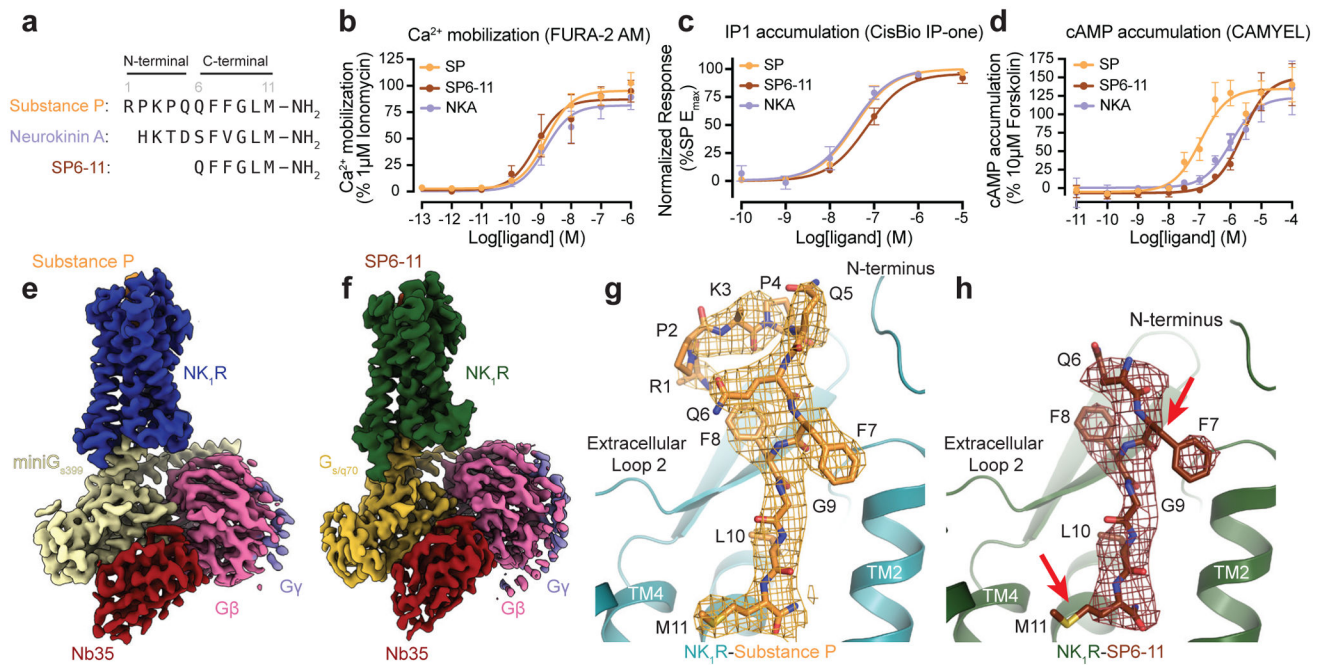 a
N-terminal C-terminal
1 6 11
Substance P: RPKPQQFFGLM–NH2
Neurokinin A: HKTDSFVGLM–NH2
SP6-11: QFFGLM–NH2
b
Ca2+ mobilization (FURA-2 AM)
Ca2+ mobilization
(% 1µM Ionomycin)
125
100
75
50
25
0
SP
SP6-11
NKA
-13 -12 -11 -10 -9 -8 -7 -6
Log[ligand] (M)
c
IP1 accumulation (CisBio IP-one)
Normalized Response
(%SP Emax)
100
50
0
SP
SP6-11
NKA
-10 -9 -8 -7 -6 -5
Log[ligand] (M)
d
cAMP accumulation (CAMYEL)
cAMP accumulation
(% 10µM Forskolin)
175
150
125
100
75
50
25
0
SP
SP6-11
NKA
-11 -10 -9 -8 -7 -6 -5 -4
Log[ligand] (M)
e
Substance P
NK1R
miniGs399
Gβ
Gγ
Nb35
f
SP6-11
NK1R
Gs/q70
Gβ
Gγ
Nb35
g
N-terminus
K3
P4
Q5
P2
R1
Q6
F8
F7
Extracellular
Loop 2
G9
L10
TM4
TM2
M11
NK1R-Substance P
h
N-terminus
Q6
F8
F7
Extracellular
Loop 2
G9
L10
TM4
TM2
M11
NK1R-SP6-11